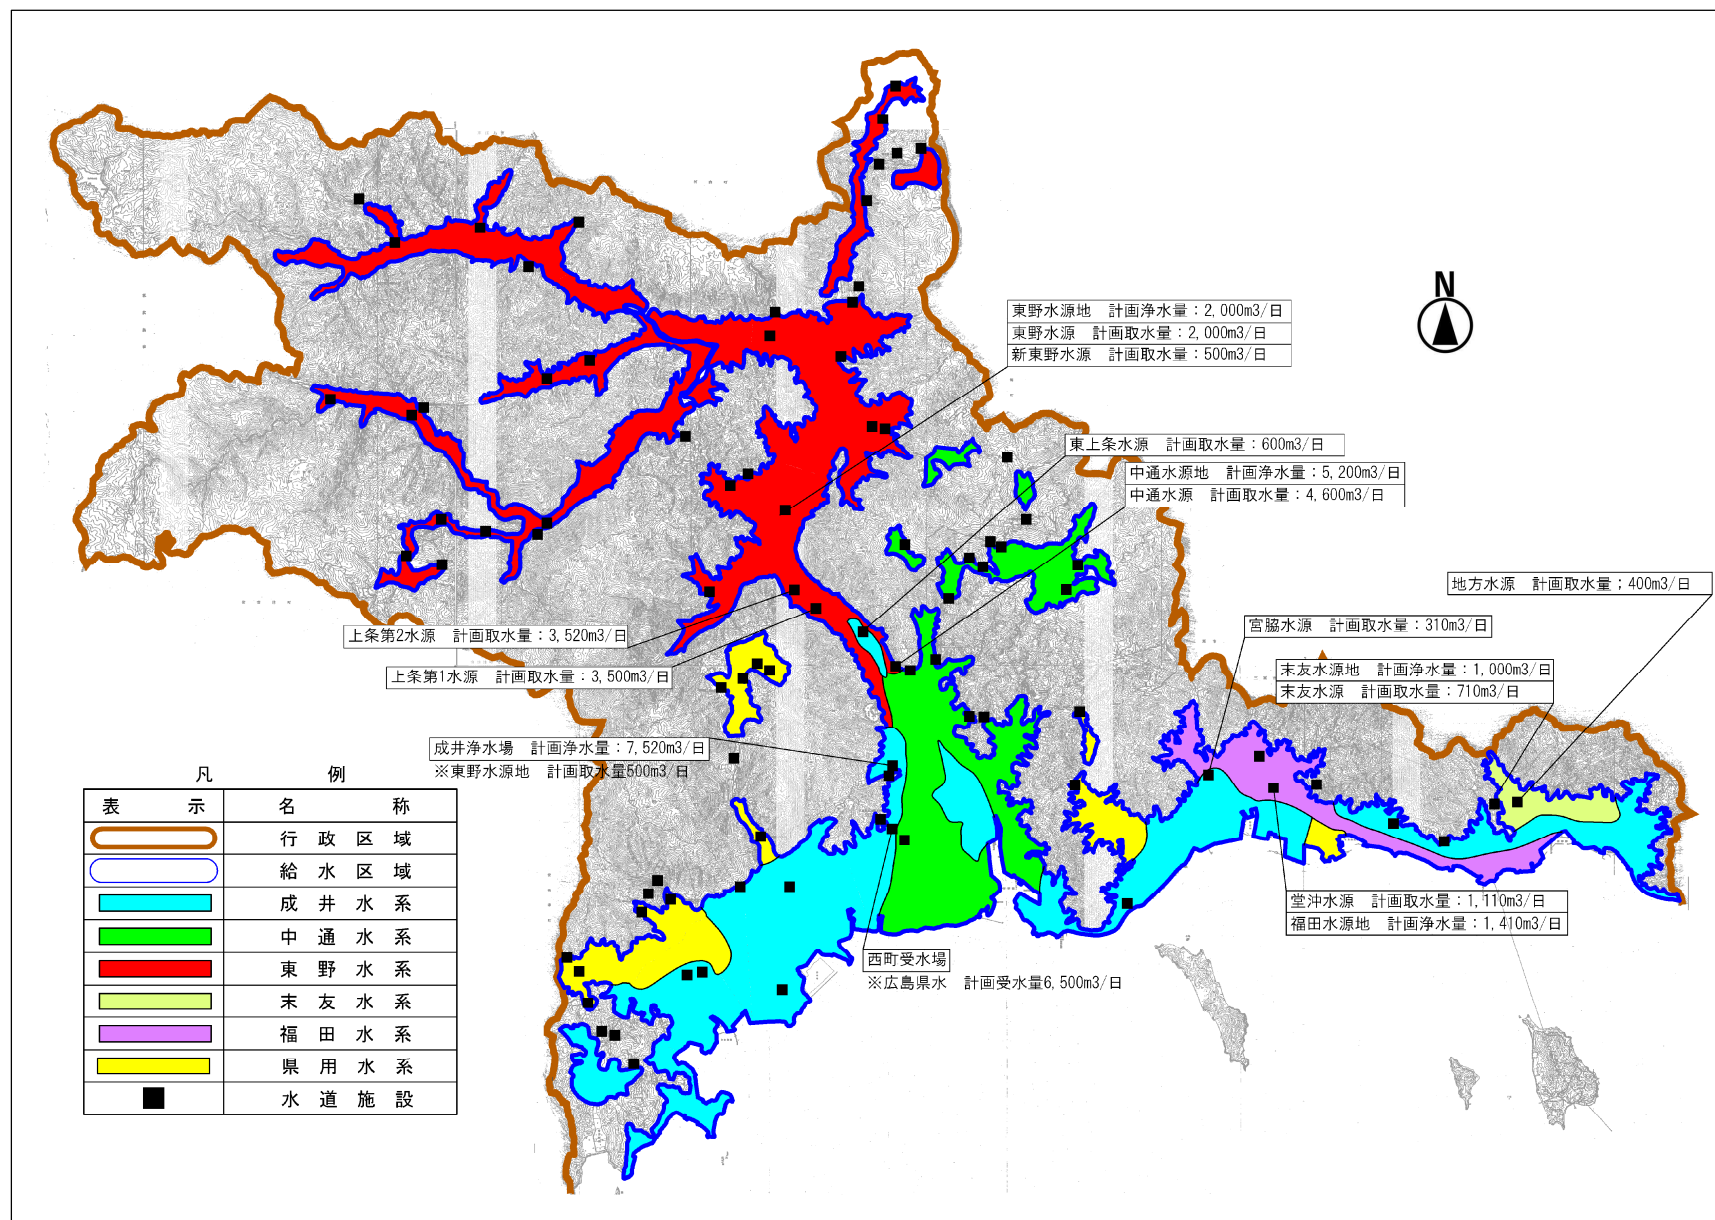 N
東野水源地 計画浄水量：2,000m3/日
東野水源 計画取水量：2,000m3/日
新東野水源 計画取水量：500m3/日
東上条水源 計画取水量：600m3/日
中通水源地 計画浄水量：5,200m3/日
中通水源 計画取水量：4,600m3/日
地方水源 計画取水量；400m3/日
宮脇水源 計画取水量：310m3/日
上条第2水源 計画取水量：3,520m3/日
末友水源地 計画浄水量：1,000m3/日
末友水源 計画取水量：710m3/日
上条第1水源 計画取水量：3,500m3/日
成井浄水場 計画浄水量：7,520m3/日
※東野水源地 計画取水量500m3/日
堂沖水源 計画取水量：1,110m3/日
福田水源地 計画浄水量：1,410m3/日
西町受水場
※広島県水 計画受水量6,500m3/日
凡 例
表 示 名 称
行政区域
給水区域
成井水系
中通水系
東野水系
末友水系
福田水系
県用水系
水道施設